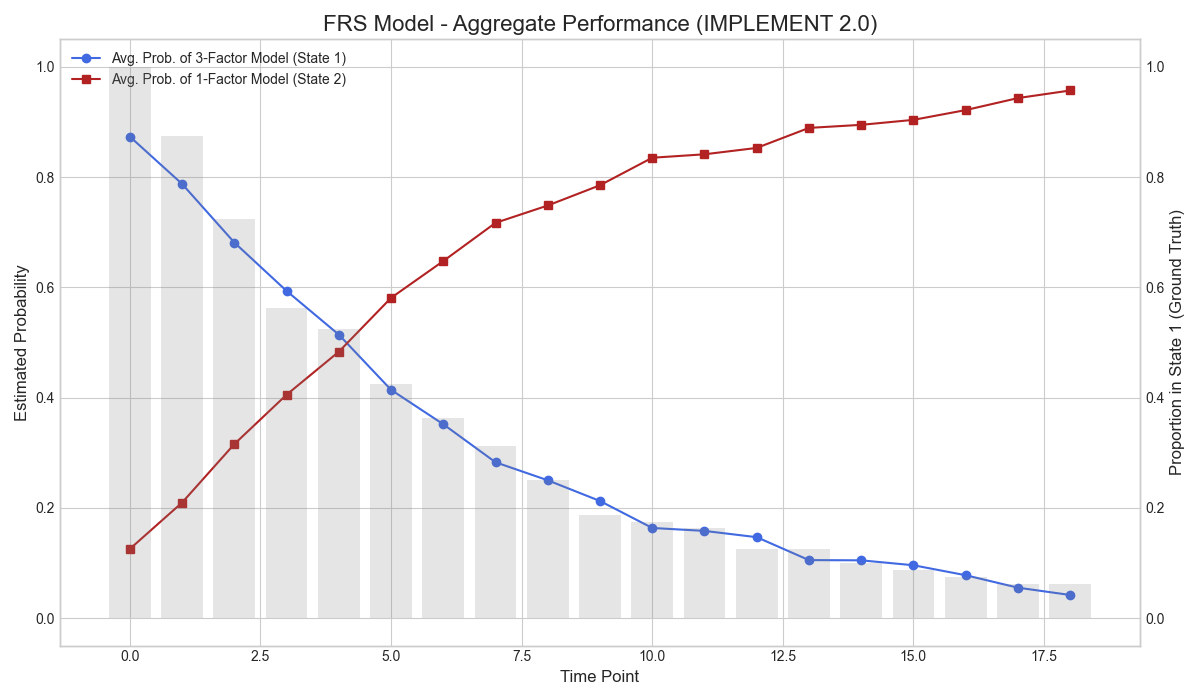 FRS Model - Aggregate Performance (IMPLEMENT 2.0)
Avg. Prob. of 3-Factor Model (State 1)
Avg. Prob. of 1-Factor Model (State 2)
Estimated Probability
1.0
0.8
0.6
0.4
0.2
0.0
1.0
0.8
0.6
0.4
0.2
0.0
Proportion in State 1 (Ground Truth)
0.0 2.5 5.0 7.5 10.0 12.5 15.0 17.5
Time Point